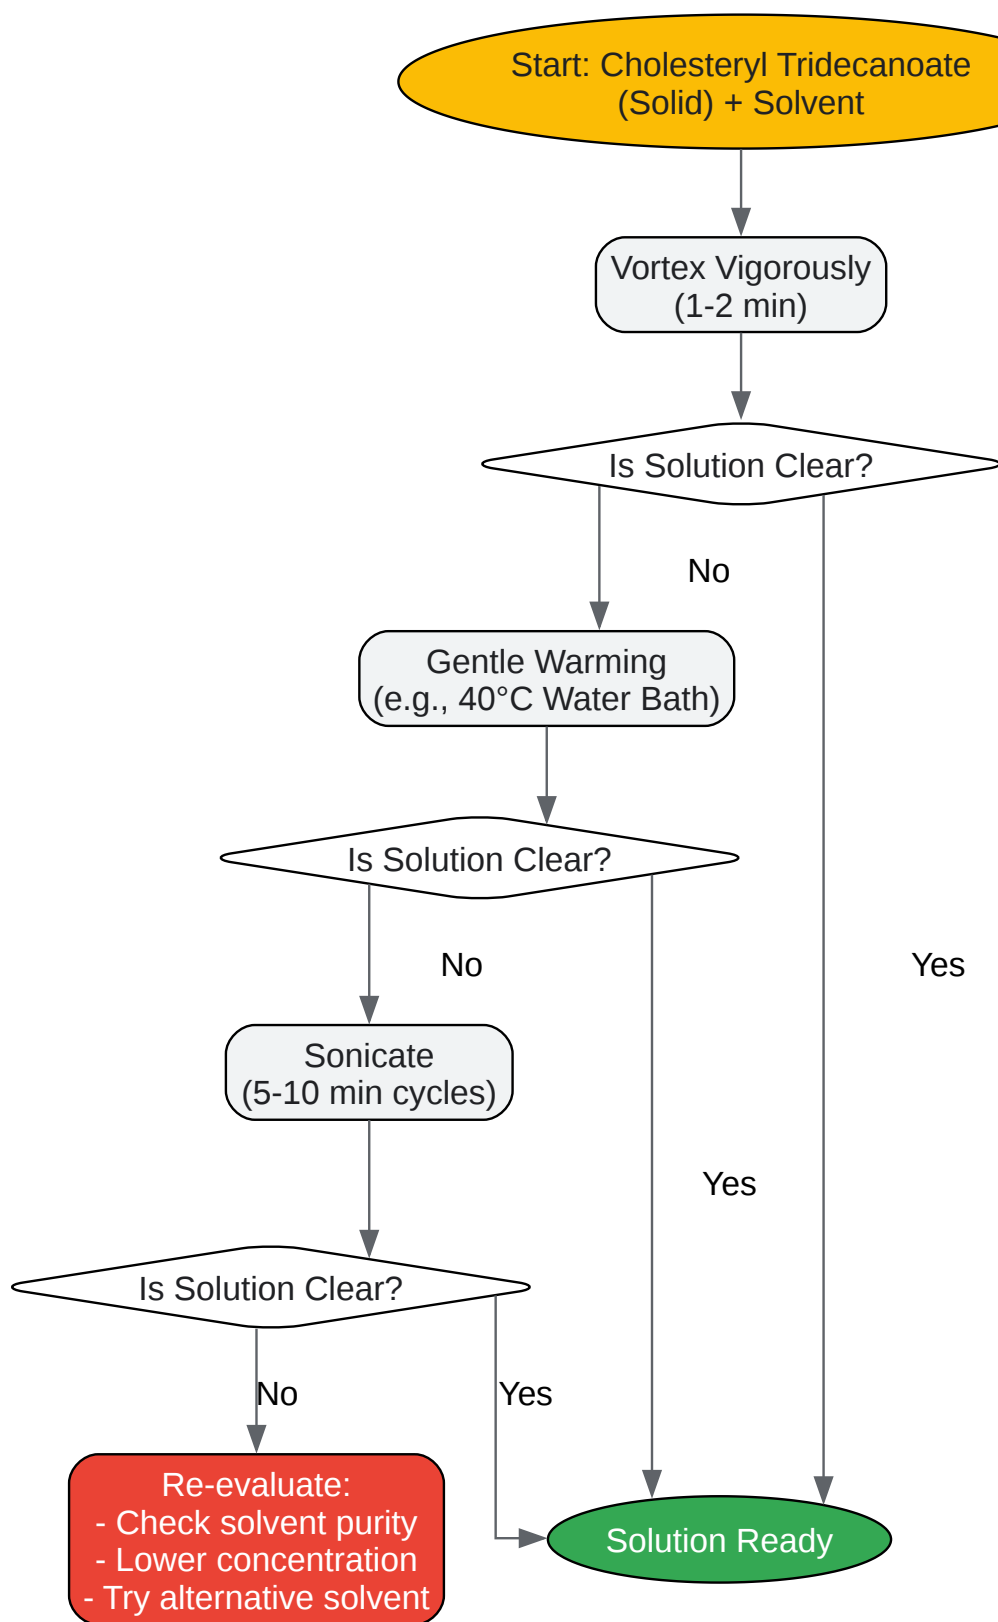 Start: Cholesteryl Tridecanoate
(Solid) + Solvent
Vortex Vigorously
(1-2 min)
Is Solution Clear?
No
Gentle Warming
(e.g., 40°C Water Bath)
Is Solution Clear?
No
Yes
Sonicate
(5-10 min cycles)
Yes
Is Solution Clear?
No
Yes
Re-evaluate:
- Check solvent purity
- Lower concentration
- Try alternative solvent
Solution Ready